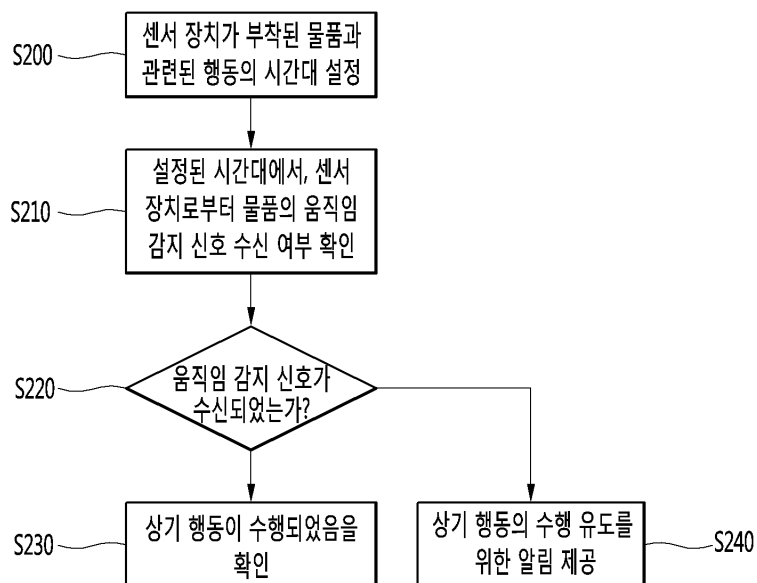 S200
센서 장치가 부착된 물품과
관련된 행동의 시간대 설정
S210
설정된 시간대에서, 센서
장치로부터 물품의 움직임
감지 신호 수신 여부 확인
S220
움직임 감지 신호가
수신되었는가?
S230
상기 행동이 수행되었음을
확인
상기 행동의 수행 유도를
위한 알림 제공
S240